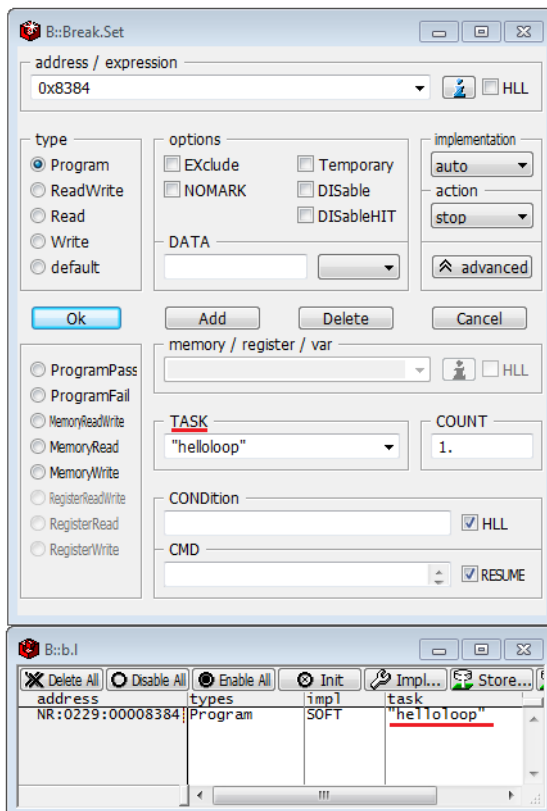 B::Break.Set
address / expression
0x8384
HLL
type
options
implementation
Program
EXclude
Temporary
auto
ReadWrite
NOMARK
DISable
action
Read
DISableHIT
stop
Write
DATA
default
advanced
Ok
Add
Delete
Cancel
memory / register / var
ProgramPass
HLL
ProgramFail
MemoryReadWrite
TASK
COUNT
MemoryRead
"helloloop"
1.
MemoryWrite
RegisterReadWrite
CONDition
RegisterRead
HLL
RegisterWrite
CMD
RESUME
B::b.l
Delete All
Disable All
Enable All
Init
Impl...
Store...
address types impl task
NR:0229:00008384 Program SOFT "helloloop"